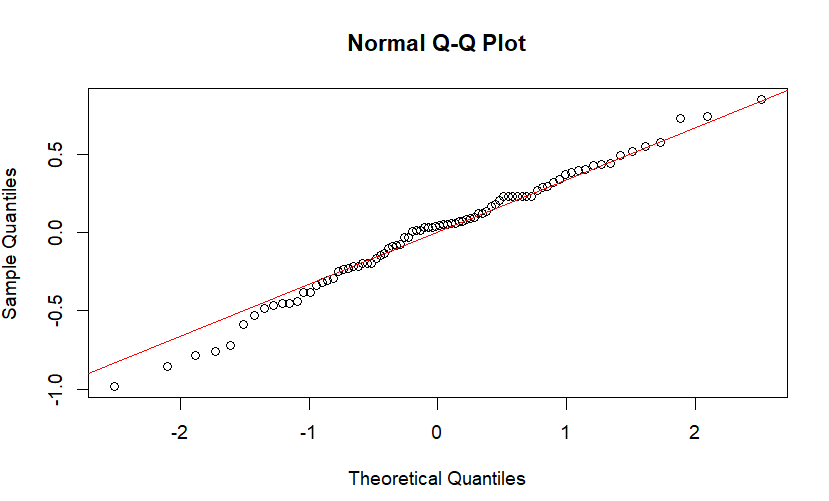 Normal Q-Q Plot
Sample Quantiles
0.5
0.0
-0.5
-1.0
-2 -1 0 1 2
Theoretical Quantiles